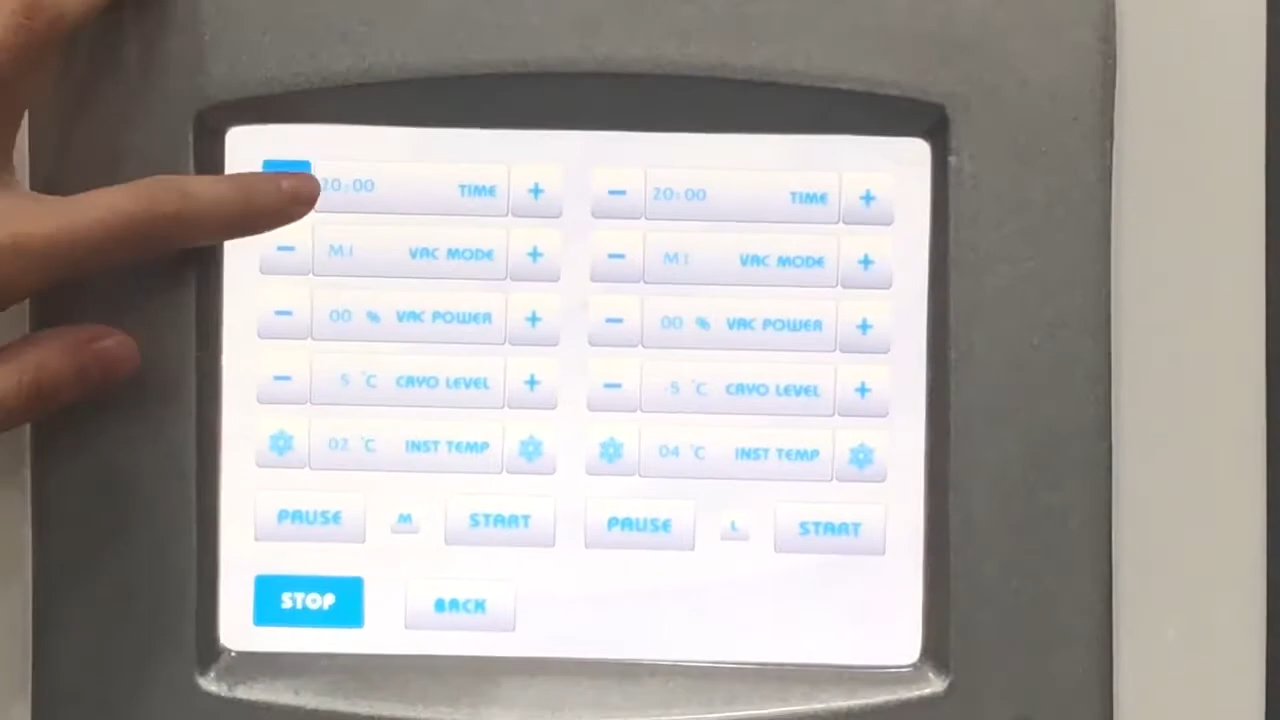 20:00 TIME + − 20:00 TIME +
− M1 VAC MODE + − M1 VAC MODE +
− 00 % VAC POWER + − 00 % VAC POWER +
− 5 °C CRYO LEVEL + − 5 °C CRYO LEVEL +
02 °C INST TEMP 04 °C INST TEMP
PAUSE M START PAUSE L START
STOP BACK